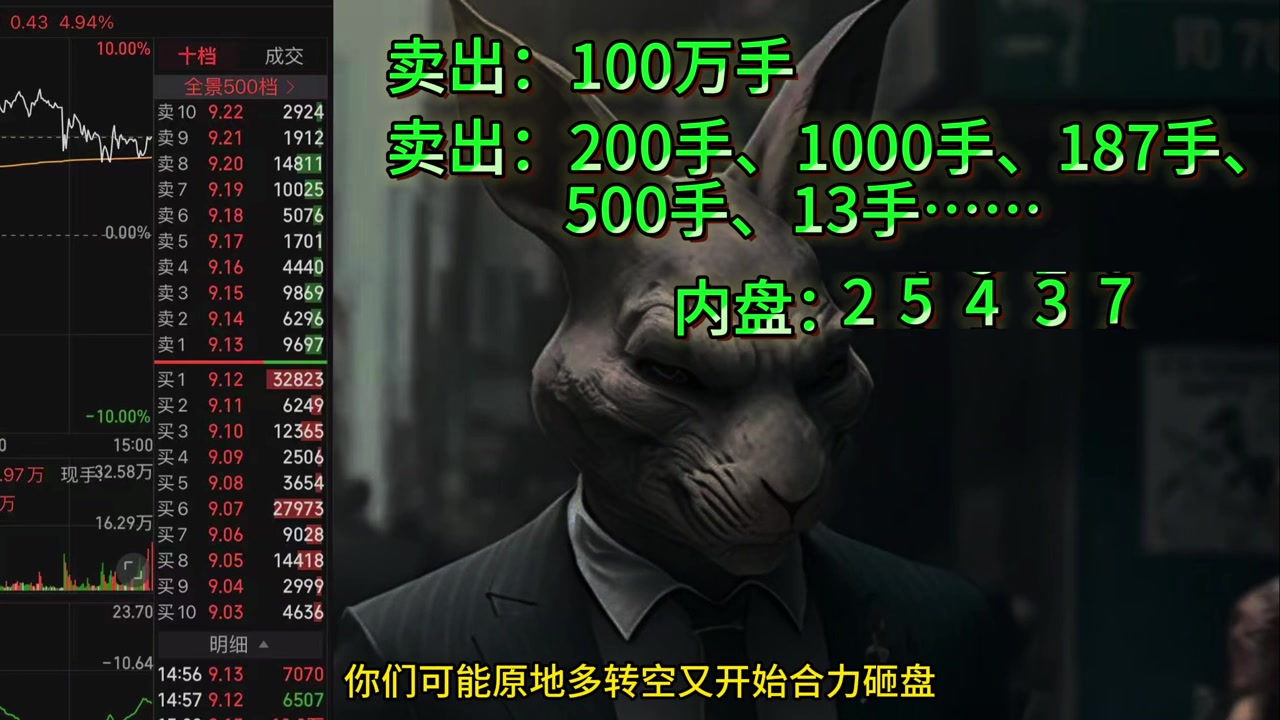 0.43 4.94%
10.00%
0.00%
-10.00%
15:00
.97万 现手 32.58万
万
16.29万
23.70
-10.64
十档 成交
全景500档 >
卖10 9.22 2924
卖9 9.21 1912
卖8 9.20 14811
卖7 9.19 10025
卖6 9.18 5076
卖5 9.17 1701
卖4 9.16 4440
卖3 9.15 9869
卖2 9.14 6296
卖1 9.13 9697
买1 9.12 32823
买2 9.11 6249
买3 9.10 12365
买4 9.09 2506
买5 9.08 3654
买6 9.07 27973
买7 9.06 9028
买8 9.05 14418
买9 9.04 2999
买10 9.03 4636
明细
14:56 9.13 7070
14:57 9.12 6507
卖出：100万手
卖出：200手、1000手、187手、
500手、13手……
内盘：25437
你们可能原地多转空又开始合力砸盘